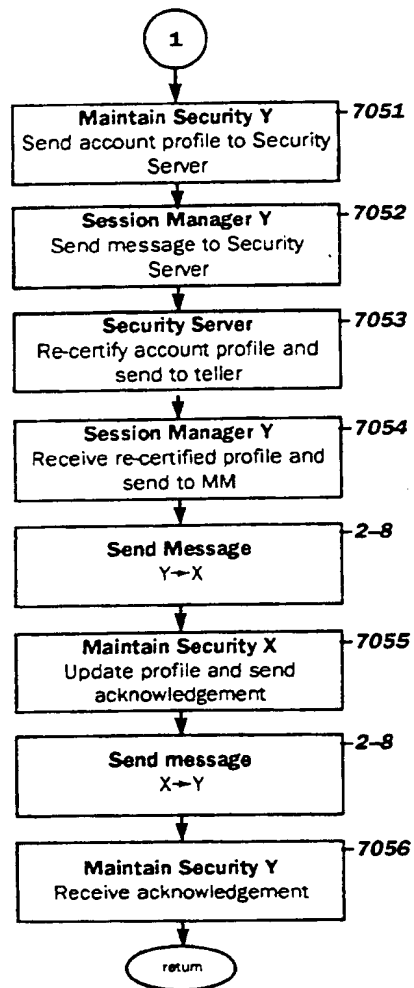 1
Maintain Security Y
7051
Send account profile to Security
Server
Session Manager Y
7052
Send message to Security
Server
Security Server
7053
Re-certify account profile and
send to teller
Session Manager Y
7054
Receive re-certified profile and
send to MM
Send Message
2-8
Y→X
Maintain Security X
7055
Update profile and send
acknowledgement
Send message
2-8
X→Y
Maintain Security Y
7056
Receive acknowledgement
return